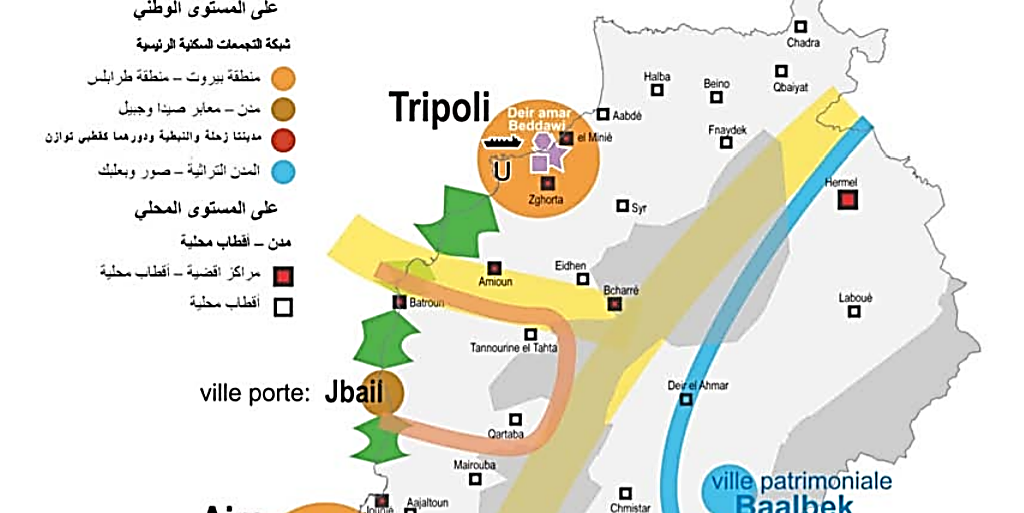 على المستوى الوطني
شبكة التجمعات السكنية الرئيسية
منطقة بيروت – منطقة طرابلس
مدن – معابر صيدا وجبيل
مدينتا زحلة والنبطية ودورهما كقطبي توازن
المدن التراثية – صور وبعلبك
على المستوى المحلي
مدن – أقطاب محلية
مراكز اقضية – أقطاب محلية
أقطاب محلية
Chadra
Halba
Beino
Qbaiyat
Tripoli
Deir amar
Beddawi
Aabdé
el Minié
Fnaydek
U
Zghorta
Hermel
Syr
Amioun
Eidhen
Bcharré
Batroun
Laboué
Tannourine el Tahta
ville porte: Jbail
Deir el Ahmar
Qartaba
Mairouba
ville patrimoniale
Baalbek
Aajaltoun
Jounié
Chmistar